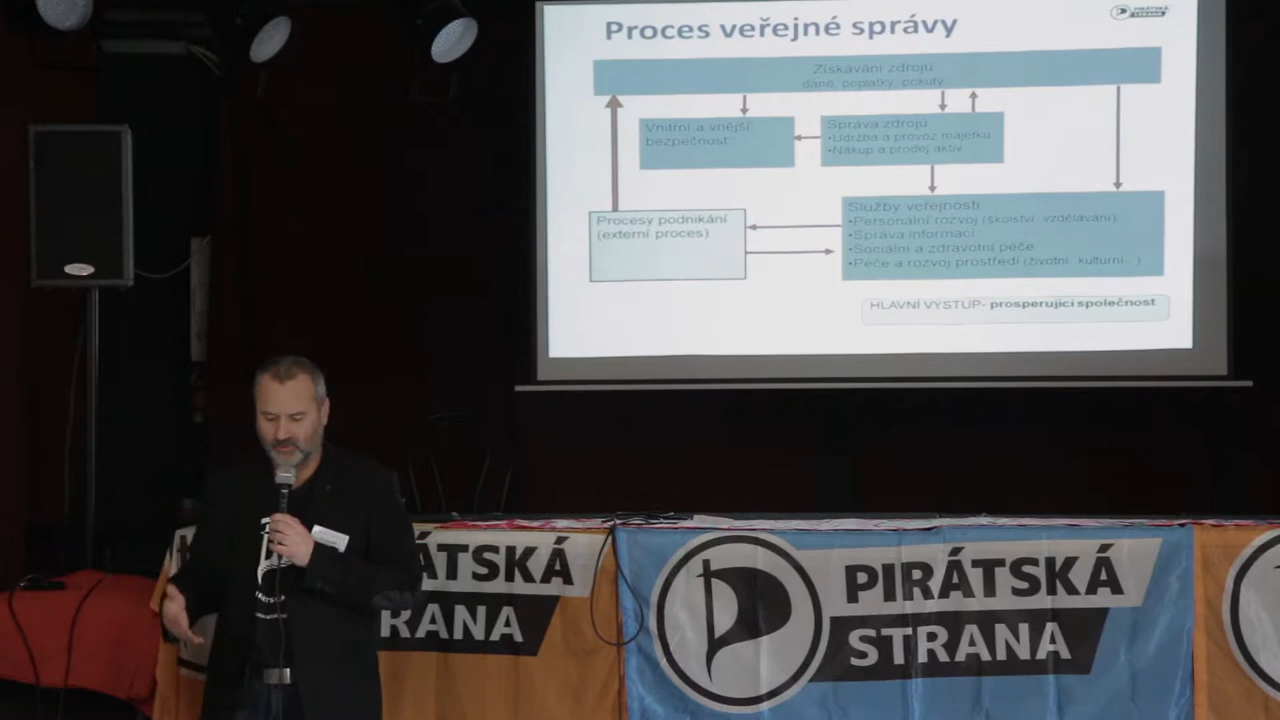 Proces veřejné správy
PIRÁTSKÁ
STRANA
Získávání zdrojů
daně, poplatky, pokuty
Vnitřní a vnější
bezpečnost
Správa zdrojů
•Údržba a provoz majetku
•Nákup a prodej aktiv
Procesy podnikání
(externí proces)
Služby veřejnosti
•Personální rozvoj (školství, vzdělávání)
•Správa informací
•Sociální a zdravotní péče
•Péče a rozvoj prostředí (životní, kulturní...)
HLAVNÍ VÝSTUP- prosperující společnost
ÁTSKÁ
RANA
PIRÁTSKÁ
STRANA